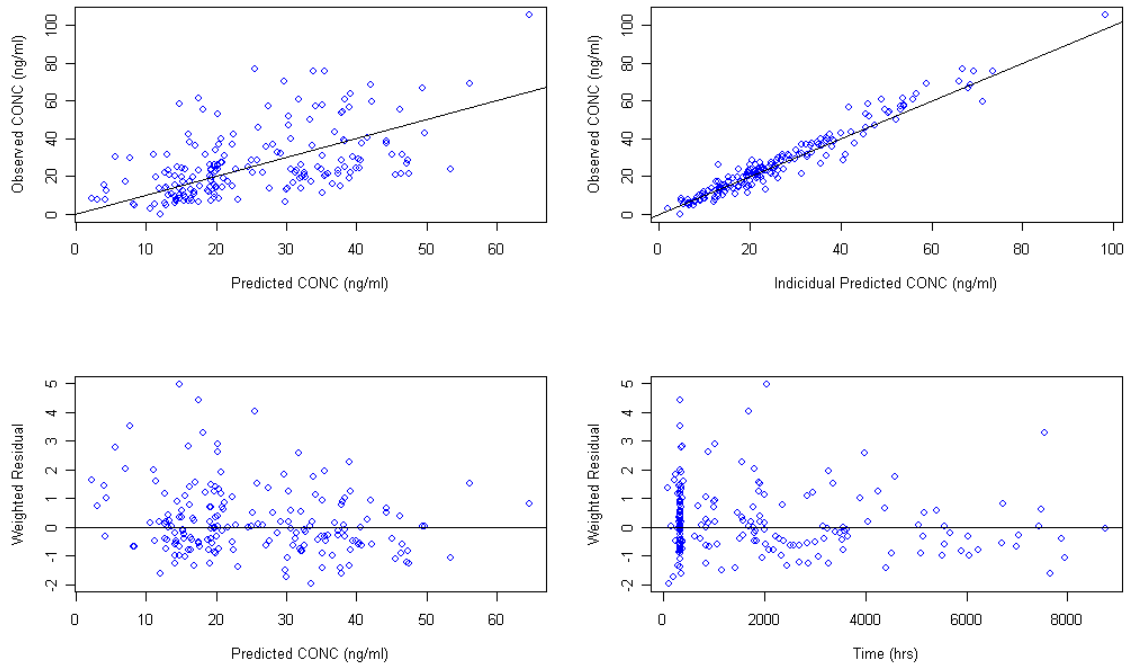 Observed CONC (ng/ml)
0 20 40 60 80 100
0 10 20 30 40 50 60
Predicted CONC (ng/ml)
Observed CONC (ng/ml)
0 20 40 60 80 100
0 20 40 60 80 100
Indicidual Predicted CONC (ng/ml)
Weighted Residual
-2 -1 0 1 2 3 4 5
0 10 20 30 40 50 60
Predicted CONC (ng/ml)
Weighted Residual
-2 -1 0 1 2 3 4 5
0 2000 4000 6000 8000
Time (hrs)